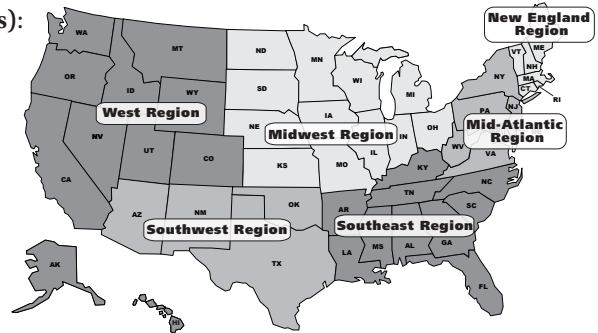 s):
New England
Region
WA
MT
ND
MN
VT
ME
NH
MA
CT
RI
OR
ID
WY
SD
WI
MI
NY
PA
NJ
West Region
NE
IA
Midwest Region
IL
IN
OH
Mid-Atlantic
Region
WV
VA
NV
UT
CO
KS
MO
KY
CA
AZ
NM
OK
AR
TN
NC
SC
Southwest Region
Southeast Region
TX
LA
MS
AL
GA
FL
AK
HI